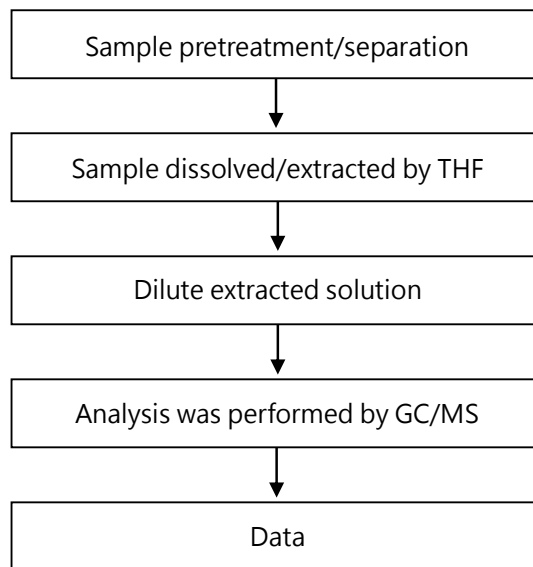 Sample pretreatment/separation
Sample dissolved/extracted by THF
Dilute extracted solution
Analysis was performed by GC/MS
Data